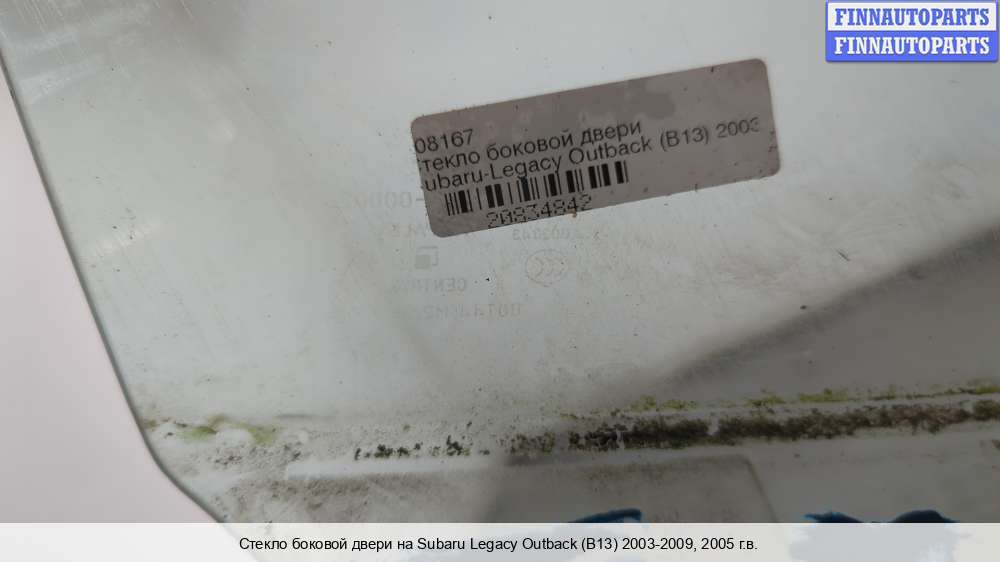 FINNAUTOPARTS
FINNAUTOPARTS
08167
стекло боковой двери
ubaru-Legacy Outback (B13) 2003
20834842
Стекло боковой двери на Subaru Legacy Outback (B13) 2003-2009, 2005 г.в.